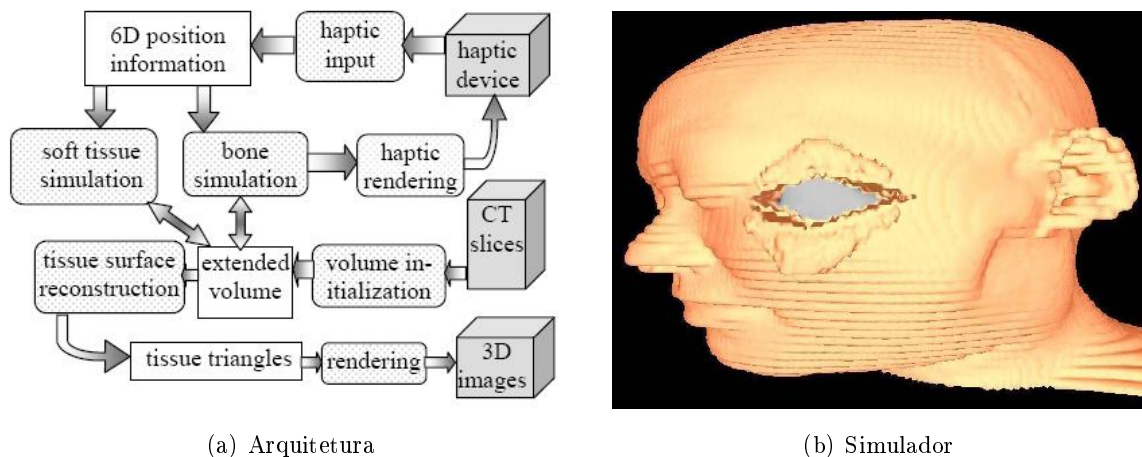 6D position
information
haptic
input
haptic
device
soft tissue
simulation
bone
simulation
haptic
rendering
CT
slices
tissue surface
reconstruction
extended
volume
volume in-
itialization
tissue triangles
rendering
3D
images
(a) Arquitetura
(b) Simulador